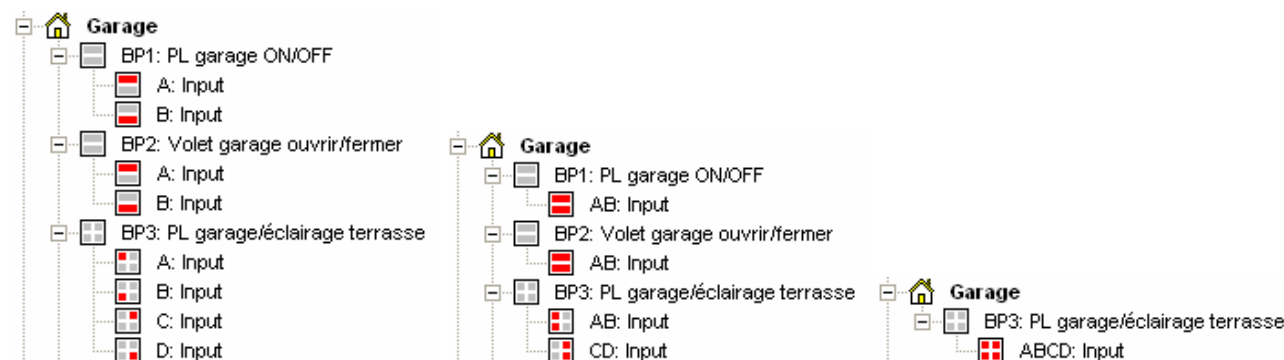 Garage
BP1: PL garage ON/OFF
A: Input
B: Input
BP2: Volet garage ouvrir/fermer
A: Input
B: Input
BP3: PL garage/éclairage terrasse
A: Input
B: Input
C: Input
D: Input
Garage
BP1: PL garage ON/OFF
AB: Input
BP2: Volet garage ouvrir/fermer
AB: Input
BP3: PL garage/éclairage terrasse
AB: Input
CD: Input
Garage
BP3: PL garage/éclairage terrasse
ABCD: Input